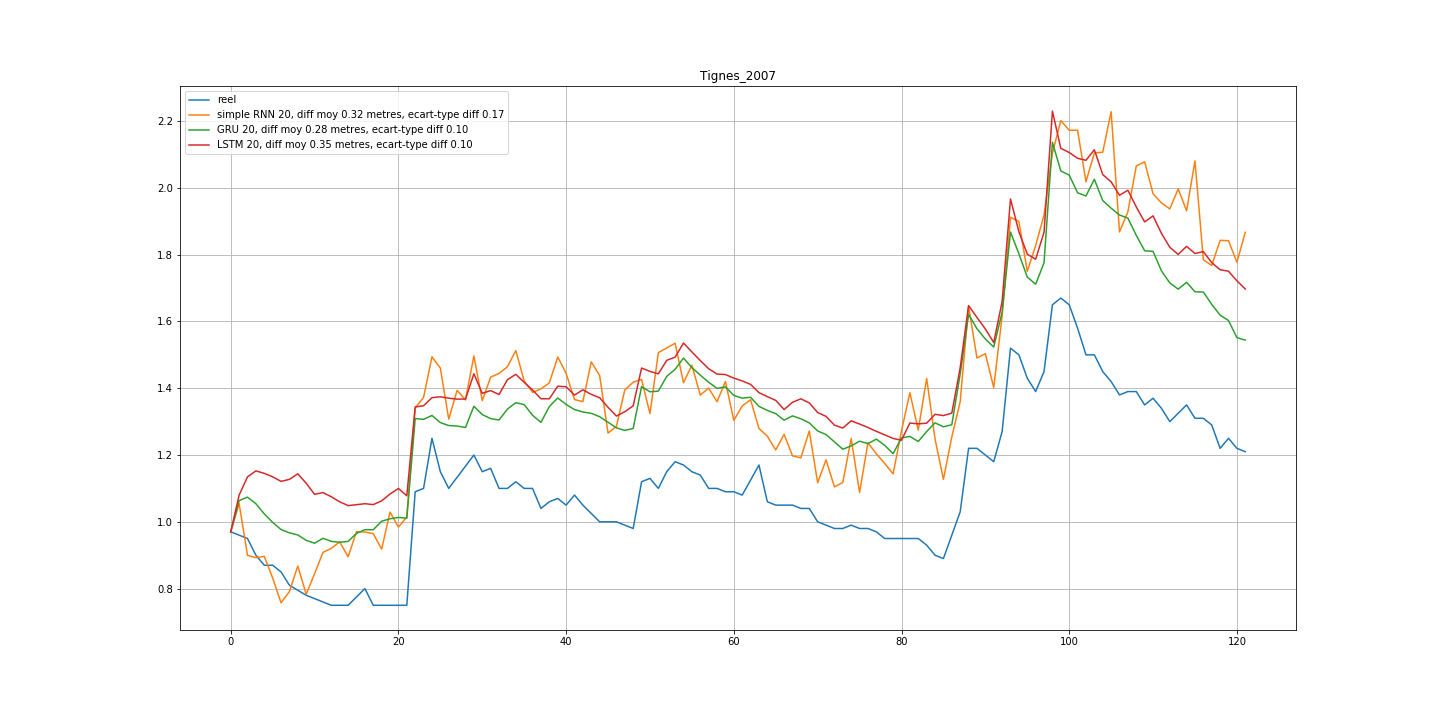 Tignes_2007
reel
simple RNN 20, diff moy 0.32 metres, ecart-type diff 0.17
GRU 20, diff moy 0.28 metres, ecart-type diff 0.10
LSTM 20, diff moy 0.35 metres, ecart-type diff 0.10
2.2
2.0
1.8
1.6
1.4
1.2
1.0
0.8
0 20 40 60 80 100 120